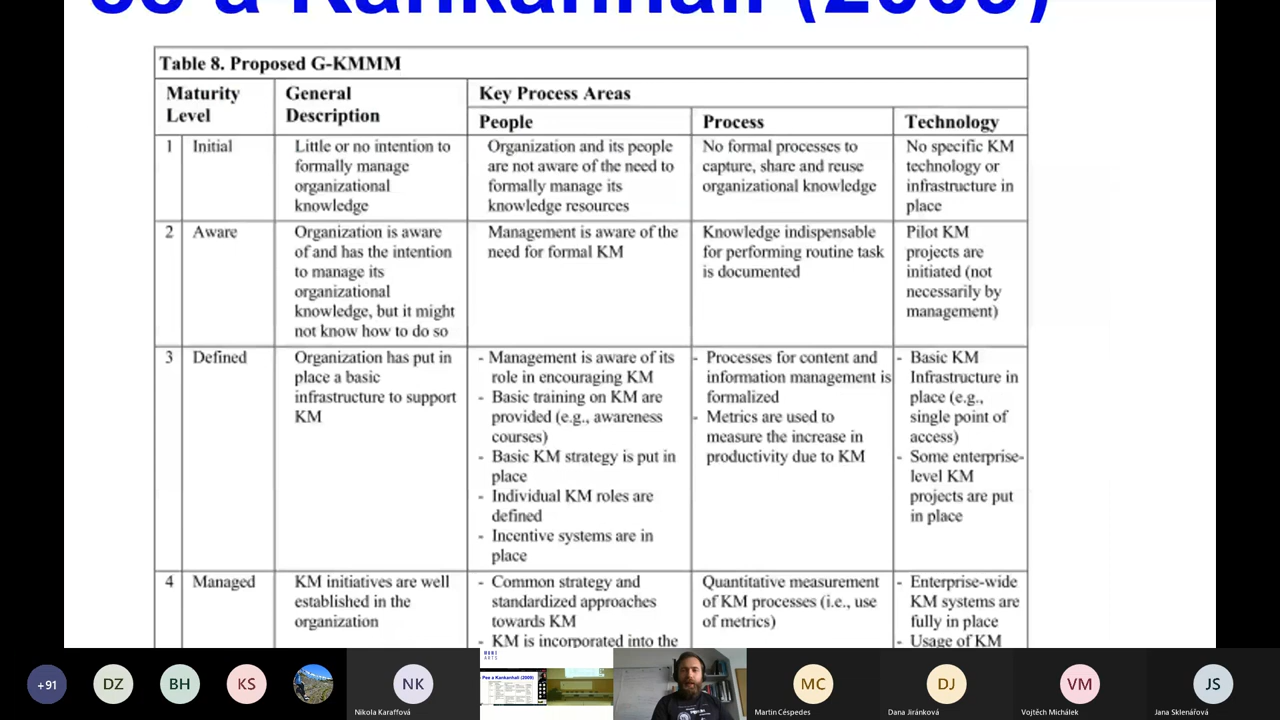 Pee a Kankanhali (2009)
Table 8. Proposed G-KMMM
Maturity Level
General Description
Key Process Areas
People
Process
Technology
1
Initial
Little or no intention to
formally manage
organizational
knowledge
Organization and its people
are not aware of the need to
formally manage its
knowledge resources
No formal processes to
capture, share and reuse
organizational knowledge
No specific KM
technology or
infrastructure in
place
2
Aware
Organization is aware
of and has the intention
to manage its
organizational
knowledge, but it might
not know how to do so
Management is aware of the
need for formal KM
Knowledge indispensable
for performing routine task
is documented
Pilot KM
projects are
initiated (not
necessarily by
management)
3
Defined
Organization has put in
place a basic
infrastructure to support
KM
- Management is aware of its
role in encouraging KM
- Basic training on KM are
provided (e.g., awareness
courses)
- Basic KM strategy is put in
place
- Individual KM roles are
defined
- Incentive systems are in
place
- Processes for content and
information management is
formalized
- Metrics are used to
measure the increase in
productivity due to KM
- Basic KM
Infrastructure in
place (e.g.,
single point of
access)
- Some enterprise-
level KM
projects are put
in place
4
Managed
KM initiatives are well
established in the
organization
- Common strategy and
standardized approaches
towards KM
- KM is incorporated into the
Quantitative measurement
of KM processes (i.e., use
of metrics)
- Enterprise-wide
KM systems are
fully in place
- Usage of KM
+91
DZ
BH
KS
NK
Nikola Karaffová
MUNI
ARTS
Pee a Kankanhali (2009)
MC
Martin Céspedes
DJ
Dana Jiránková
VM
Vojtěch Michálek
JS
Jana Sklenářová